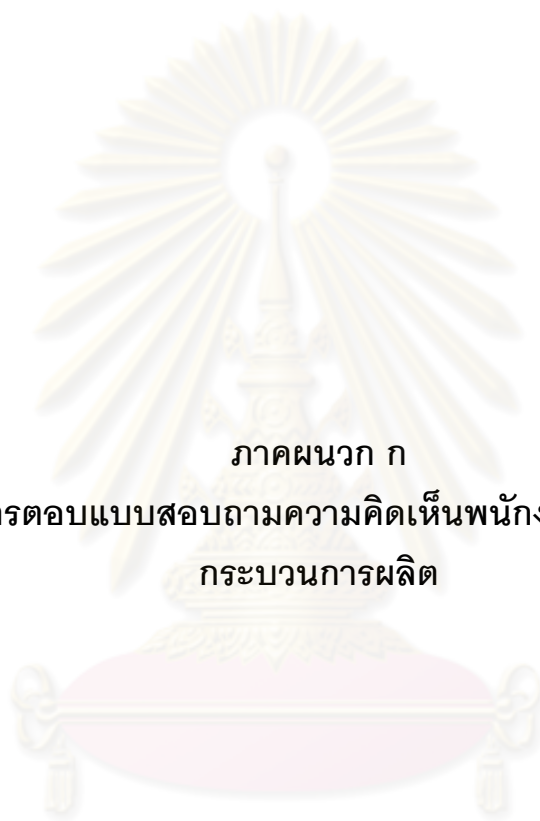 ภาคผนวก ก
รตอบแบบสอบถามความคิดเห็นพนัก
กระบวนการผลิต